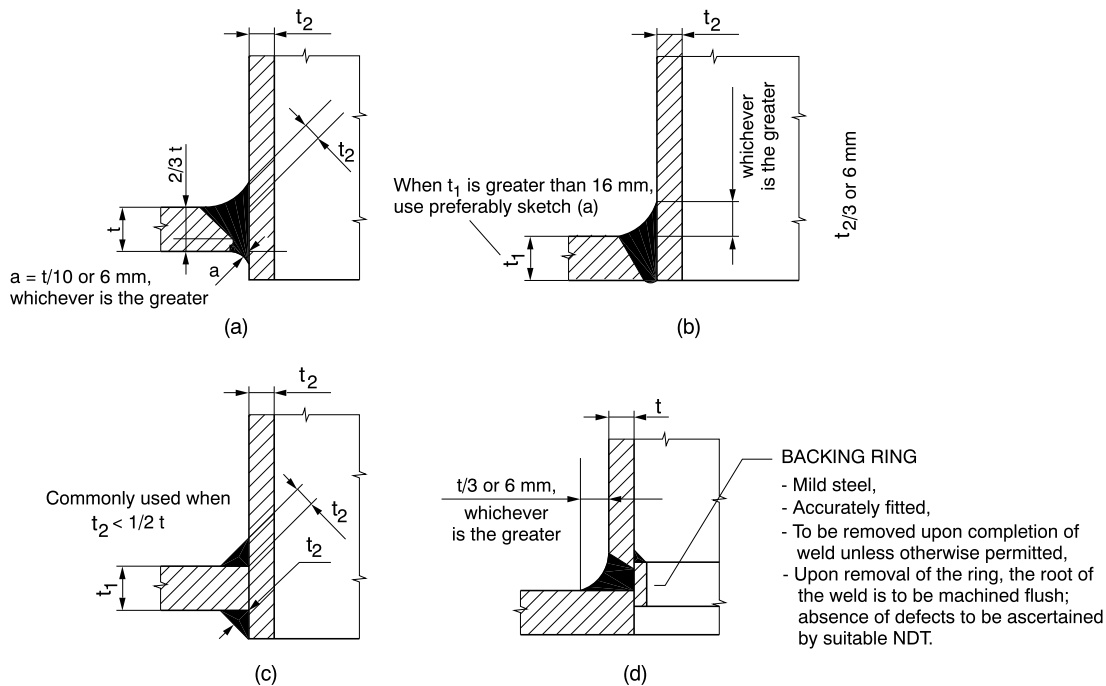 t2
2/3 t
t2
t
a
a = t/10 or 6 mm,
whichever is the greater
(a)
t2
whichever
is the greater
t2/3 or 6 mm
When t1 is greater than 16 mm,
use preferably sketch (a)
t1
(b)
t2
Commonly used when
t2 < 1/2 t
t2
t2
t1
(c)
t
t/3 or 6 mm,
whichever
is the greater
BACKING RING
- Mild steel,
- Accurately fitted,
- To be removed upon completion of
weld unless otherwise permitted,
- Upon removal of the ring, the root of
the weld is to be machined flush;
absence of defects to be ascertained
by suitable NDT.
(d)